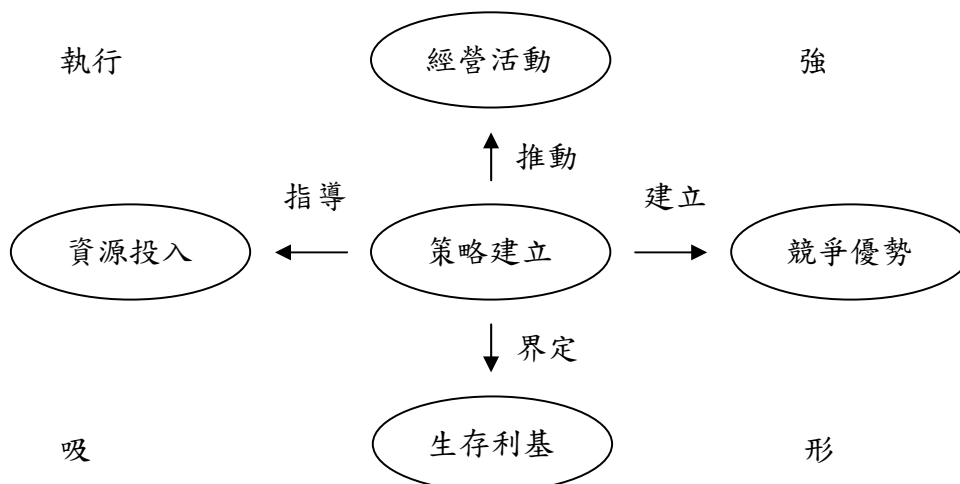 執行
經營活動
強
推動
指導
建立
資源投入
策略建立
競爭優勢
界定
吸
生存利基
形